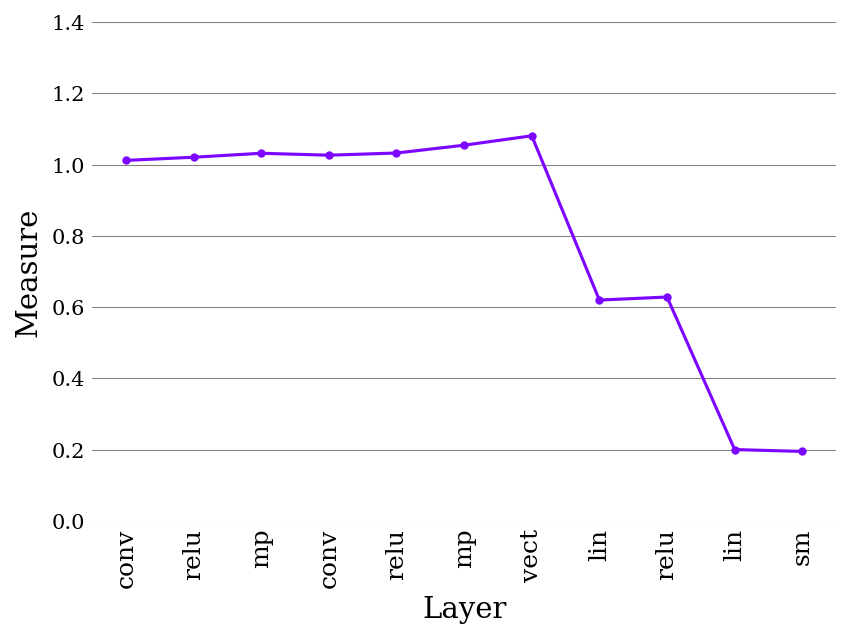 1.4
1.2
1.0
0.8
0.6
0.4
0.2
0.0
Measure
conv
relu
mp
conv
relu
mp
vect
lin
relu
lin
sm
Layer